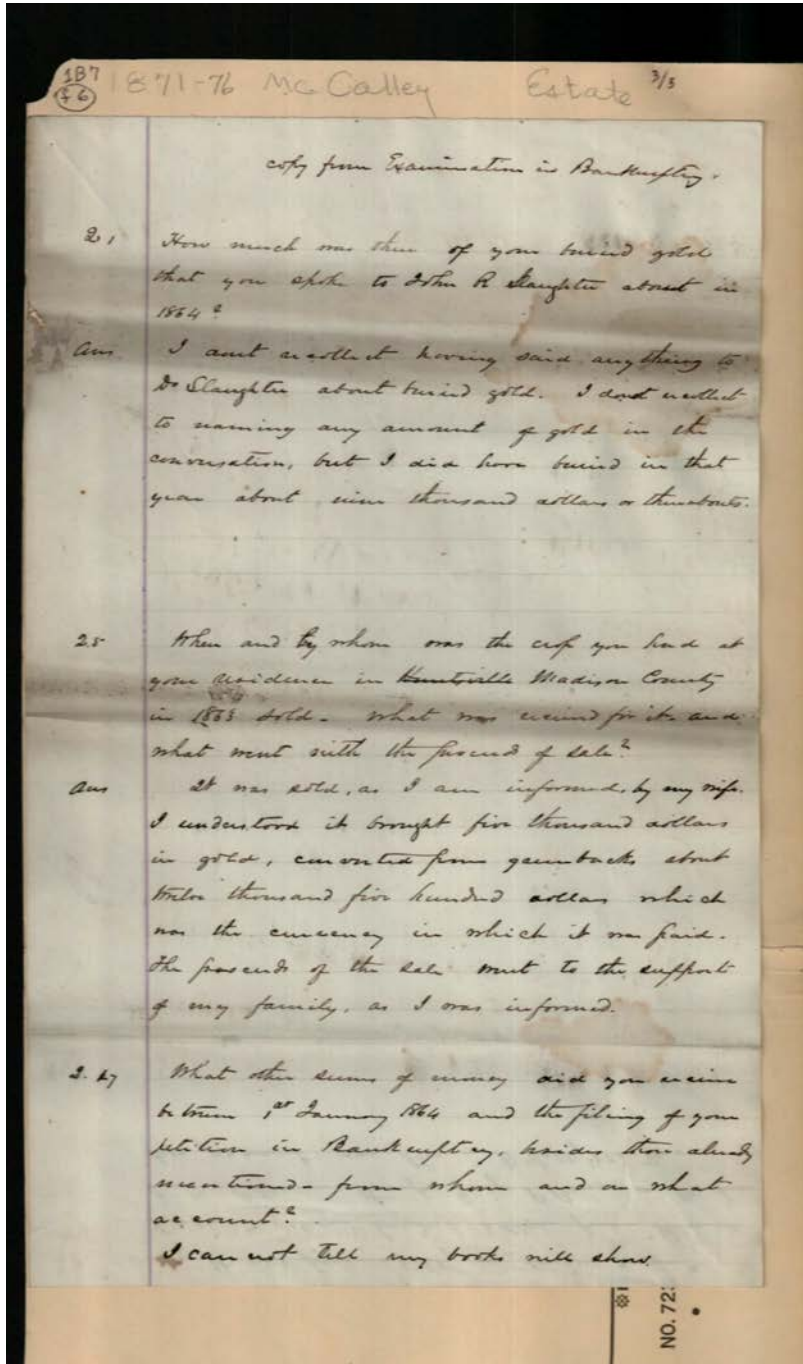 1B7
f 6
1871-76 McCalley Estate 3/5
copy from Examination in Bankruptcy.
2,
How much was there of your buried gold
that you spoke to John R Slaughter about in
1864?
Ans
I dont recollect having said anything to
Dr Slaughter about buried gold. I dont recollect
to naming any amount of gold in the
conversation, but I did have buried in that
year about nine thousand dollars or thereabouts.
25
When and by whom was the crop you had at
your residence in Huntsville Madison County
in 1863 sold. what was received for it and
what went with the proceeds of sale?
Ans
It was sold, as I am informed, by my wife.
I understood it brought five thousand dollars
in gold, converted from greenbacks about
twelve thousand five hundred dollars which
was the currency in which it was paid.
The proceeds of the sale went to the support
of my family, as I was informed.
2. 27
What other sums of money did you receive
between 1st January 1864 and the filing of your
petition in Bankruptcy, besides those already
mentioned - from whom and on what
account?
I can not tell my books will show
NO. 723